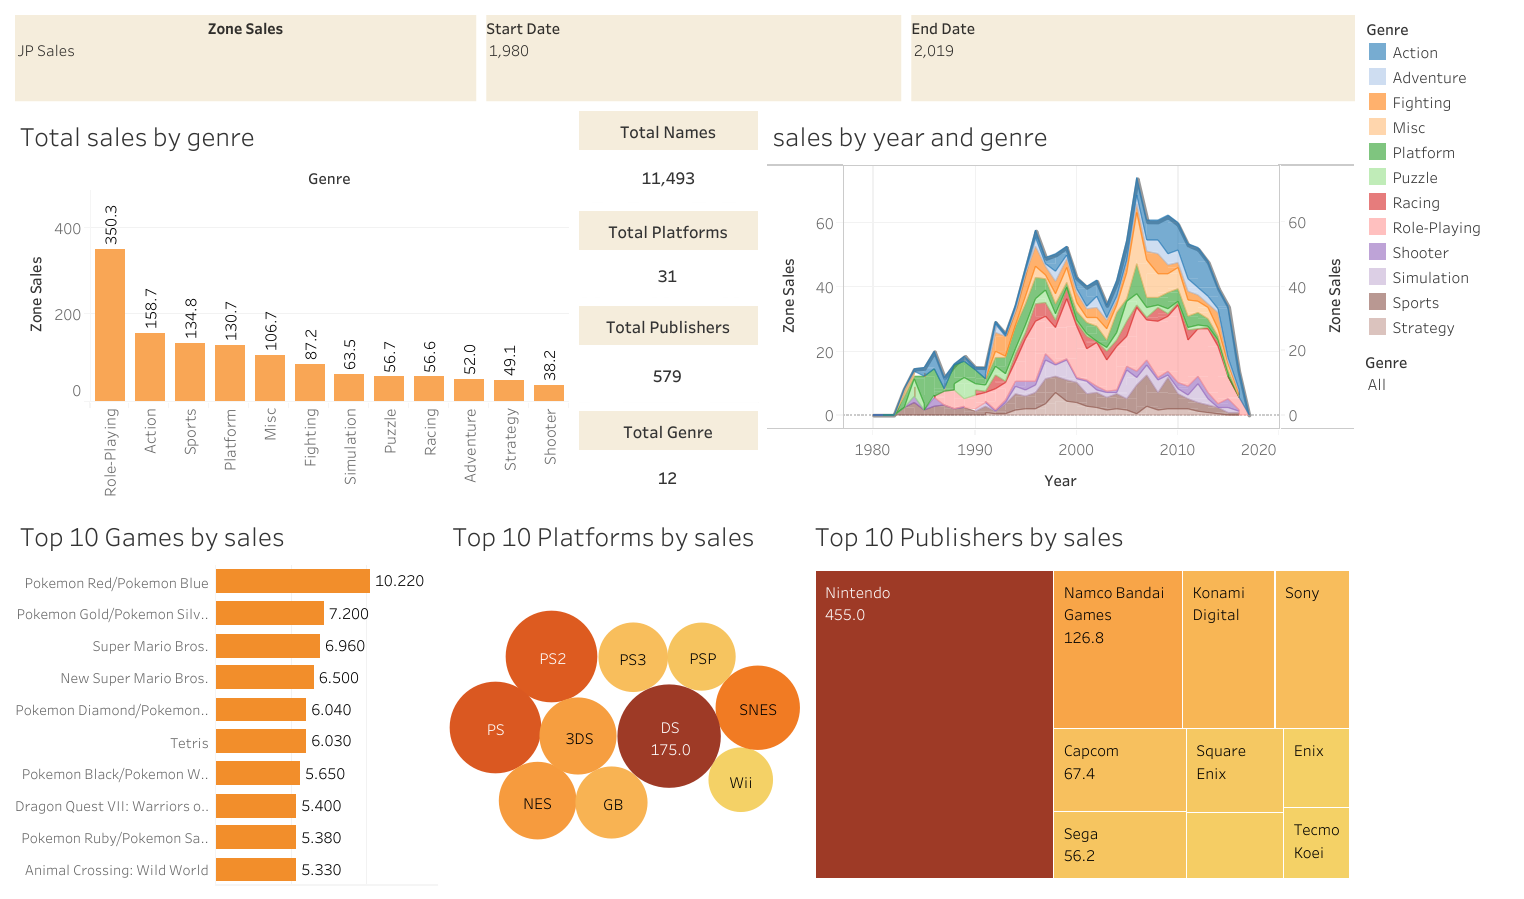 Zone Sales
JP Sales
Start Date
1,980
End Date
2,019
Genre
Action
Adventure
Fighting
Misc
Platform
Puzzle
Racing
Role-Playing
Shooter
Simulation
Sports
Strategy
Genre
All
Total sales by genre
Genre
Zone Sales
400
200
0
350.3
158.7
134.8
130.7
106.7
87.2
63.5
56.7
56.6
52.0
49.1
38.2
Role-Playing
Action
Sports
Platform
Misc
Fighting
Simulation
Puzzle
Racing
Adventure
Strategy
Shooter
Total Names
11,493
Total Platforms
31
Total Publishers
579
Total Genre
12
sales by year and genre
Zone Sales
60
40
20
0
60
40
20
0
Zone Sales
1980
1990
2000
2010
2020
Year
Top 10 Games by sales
Pokemon Red/Pokemon Blue
10.220
Pokemon Gold/Pokemon Silv..
7.200
Super Mario Bros.
6.960
New Super Mario Bros.
6.500
Pokemon Diamond/Pokemon..
6.040
Tetris
6.030
Pokemon Black/Pokemon W..
5.650
Dragon Quest VII: Warriors o..
5.400
Pokemon Ruby/Pokemon Sa..
5.380
Animal Crossing: Wild World
5.330
Top 10 Platforms by sales
PS2
PS3
PSP
PS
3DS
DS
175.0
SNES
NES
GB
Wii
Top 10 Publishers by sales
Nintendo
455.0
Namco Bandai
Games
126.8
Konami
Digital
Sony
Capcom
67.4
Square
Enix
Enix
Sega
56.2
Tecmo
Koei